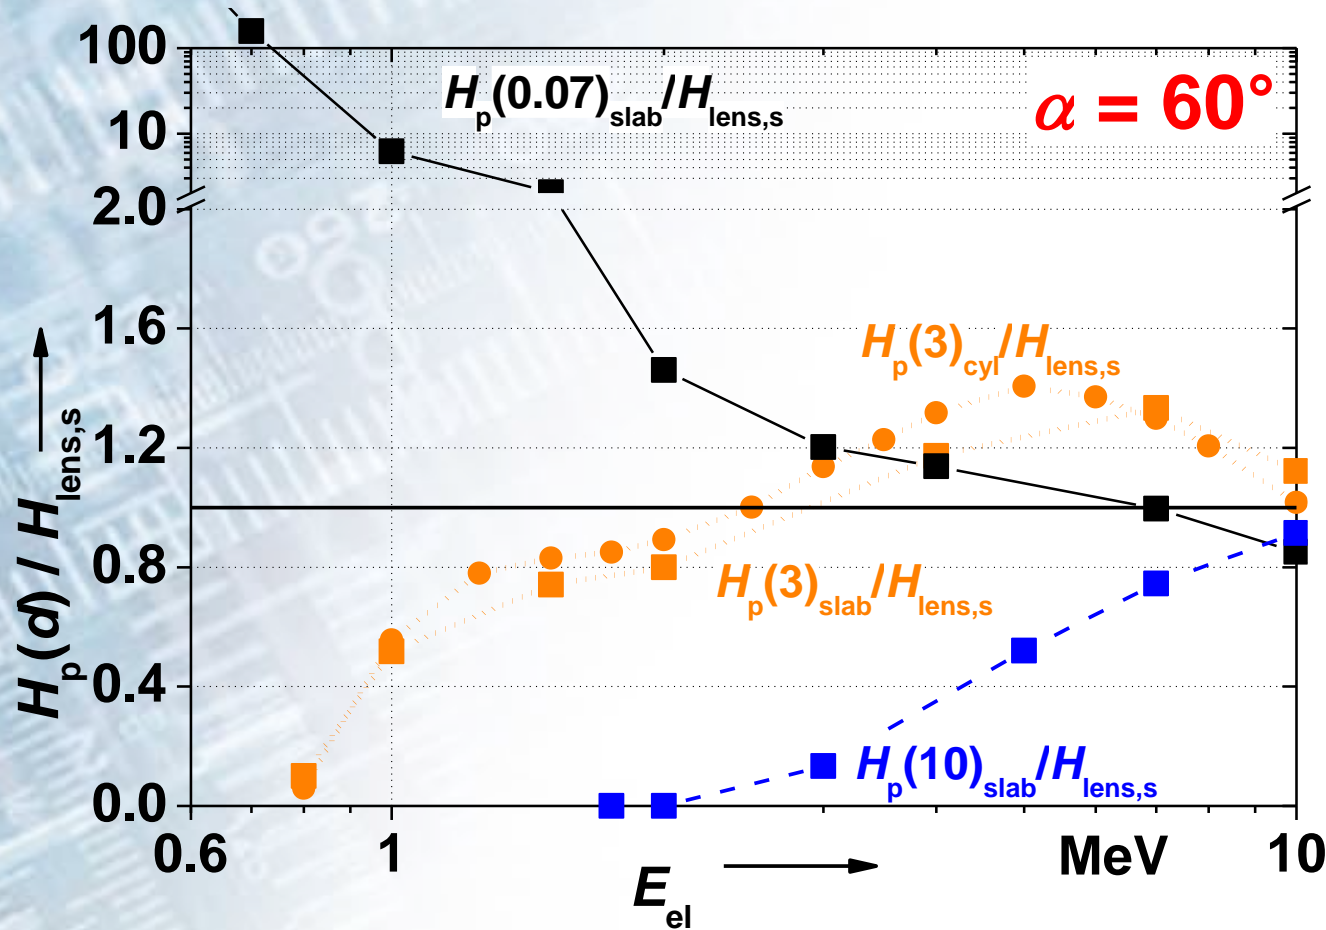 100
10
2.0
1.6
1.2
0.8
0.4
0.0
Hp(0.07)slab/Hlens,s
α = 60°
Hp(3)cyl/Hlens,s
Hp(3)slab/Hlens,s
Hp(10)slab/Hlens,s
Hp(d) / Hlens,s
0.6 1 MeV 10
Eel